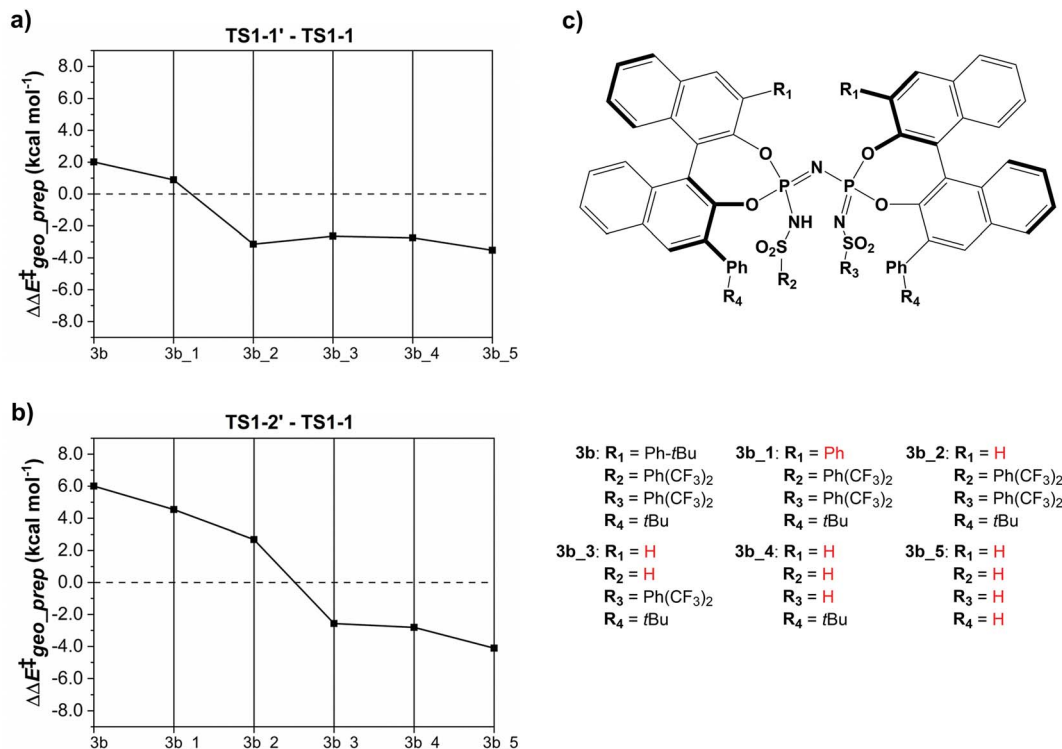 a)
TS1-1' - TS1-1
ΔΔE‡geo_prep (kcal mol⁻¹)
8.0
6.0
4.0
2.0
0.0
-2.0
-4.0
-6.0
-8.0
3b 3b_1 3b_2 3b_3 3b_4 3b_5
b)
TS1-2' - TS1-1
ΔΔE‡geo_prep (kcal mol⁻¹)
8.0
6.0
4.0
2.0
0.0
-2.0
-4.0
-6.0
-8.0
3b 3b_1 3b_2 3b_3 3b_4 3b_5
c)
R₁ R₁
O N O
O P P O
NH N
Ph SO₂ SO₂ Ph
R₄ R₂ R₃ R₄
3b: R₁ = Ph-tBu
R₂ = Ph(CF₃)₂
R₃ = Ph(CF₃)₂
R₄ = tBu
3b_1: R₁ = Ph
R₂ = Ph(CF₃)₂
R₃ = Ph(CF₃)₂
R₄ = tBu
3b_2: R₁ = H
R₂ = Ph(CF₃)₂
R₃ = Ph(CF₃)₂
R₄ = tBu
3b_3: R₁ = H
R₂ = H
R₃ = Ph(CF₃)₂
R₄ = tBu
3b_4: R₁ = H
R₂ = H
R₃ = H
R₄ = tBu
3b_5: R₁ = H
R₂ = H
R₃ = H
R₄ = H